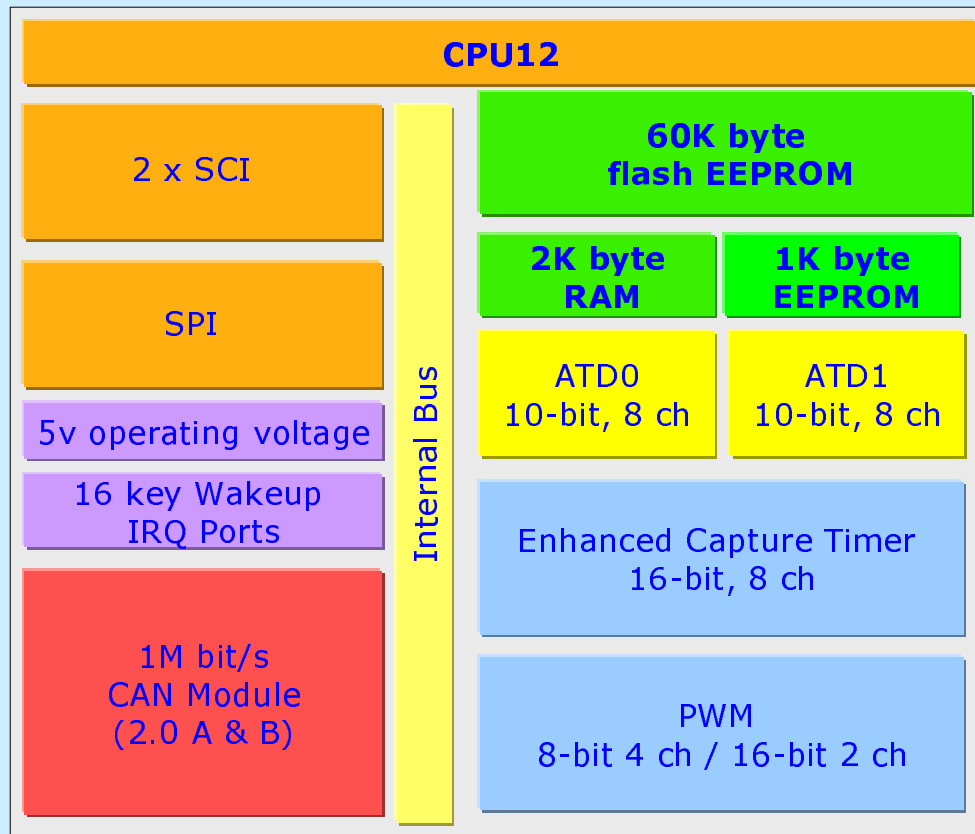 CPU12
2 x SCI
SPI
5v operating voltage
16 key Wakeup
IRQ Ports
1M bit/s
CAN Module
(2.0 A & B)
Internal Bus
60K byte
flash EEPROM
2K byte
RAM
1K byte
EEPROM
ATD0
10-bit, 8 ch
ATD1
10-bit, 8 ch
Enhanced Capture Timer
16-bit, 8 ch
PWM
8-bit 4 ch / 16-bit 2 ch